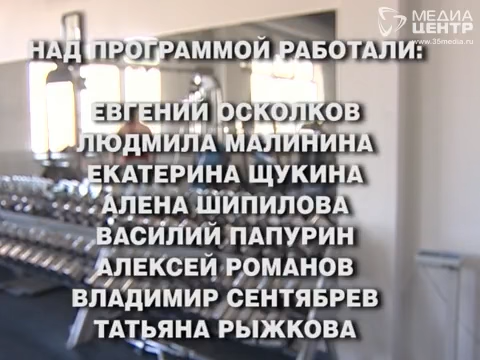 МЕДИА
ЦЕНТР
www.35media.ru
НАД ПРОГРАММОЙ РАБОТАЛИ:
ЕВГЕНИЙ ОСКОЛКОВ
ЛЮДМИЛА МАЛИНИНА
ЕКАТЕРИНА ЩУКИНА
АЛЕНА ШИПИЛОВА
ВАСИЛИЙ ПАПУРИН
АЛЕКСЕЙ РОМАНОВ
ВЛАДИМИР СЕНТЯБРЕВ
ТАТЬЯНА РЫЖКОВА